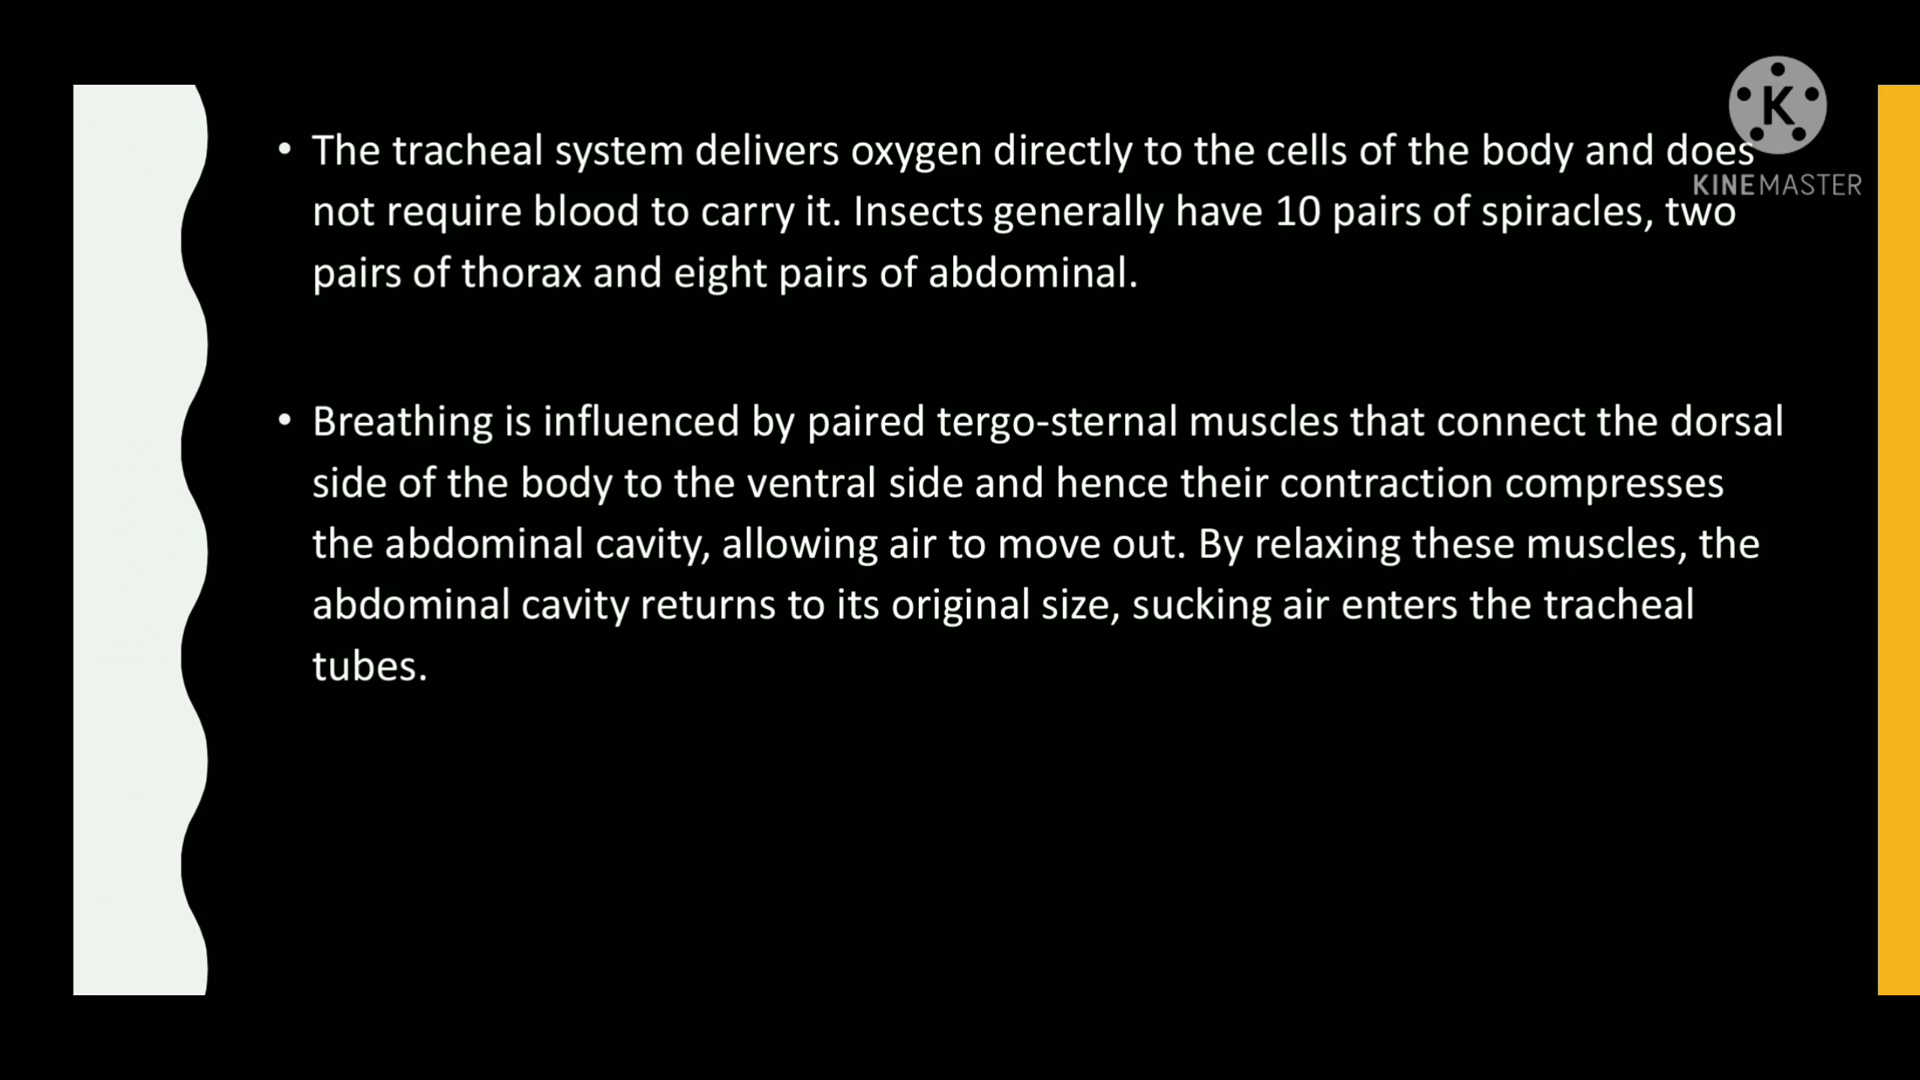 • The tracheal system delivers oxygen directly to the cells of the body and does
not require blood to carry it. Insects generally have 10 pairs of spiracles, two
pairs of thorax and eight pairs of abdominal.
• Breathing is influenced by paired tergo-sternal muscles that connect the dorsal
side of the body to the ventral side and hence their contraction compresses
the abdominal cavity, allowing air to move out. By relaxing these muscles, the
abdominal cavity returns to its original size, sucking air enters the tracheal
tubes.
K
KINEMASTER